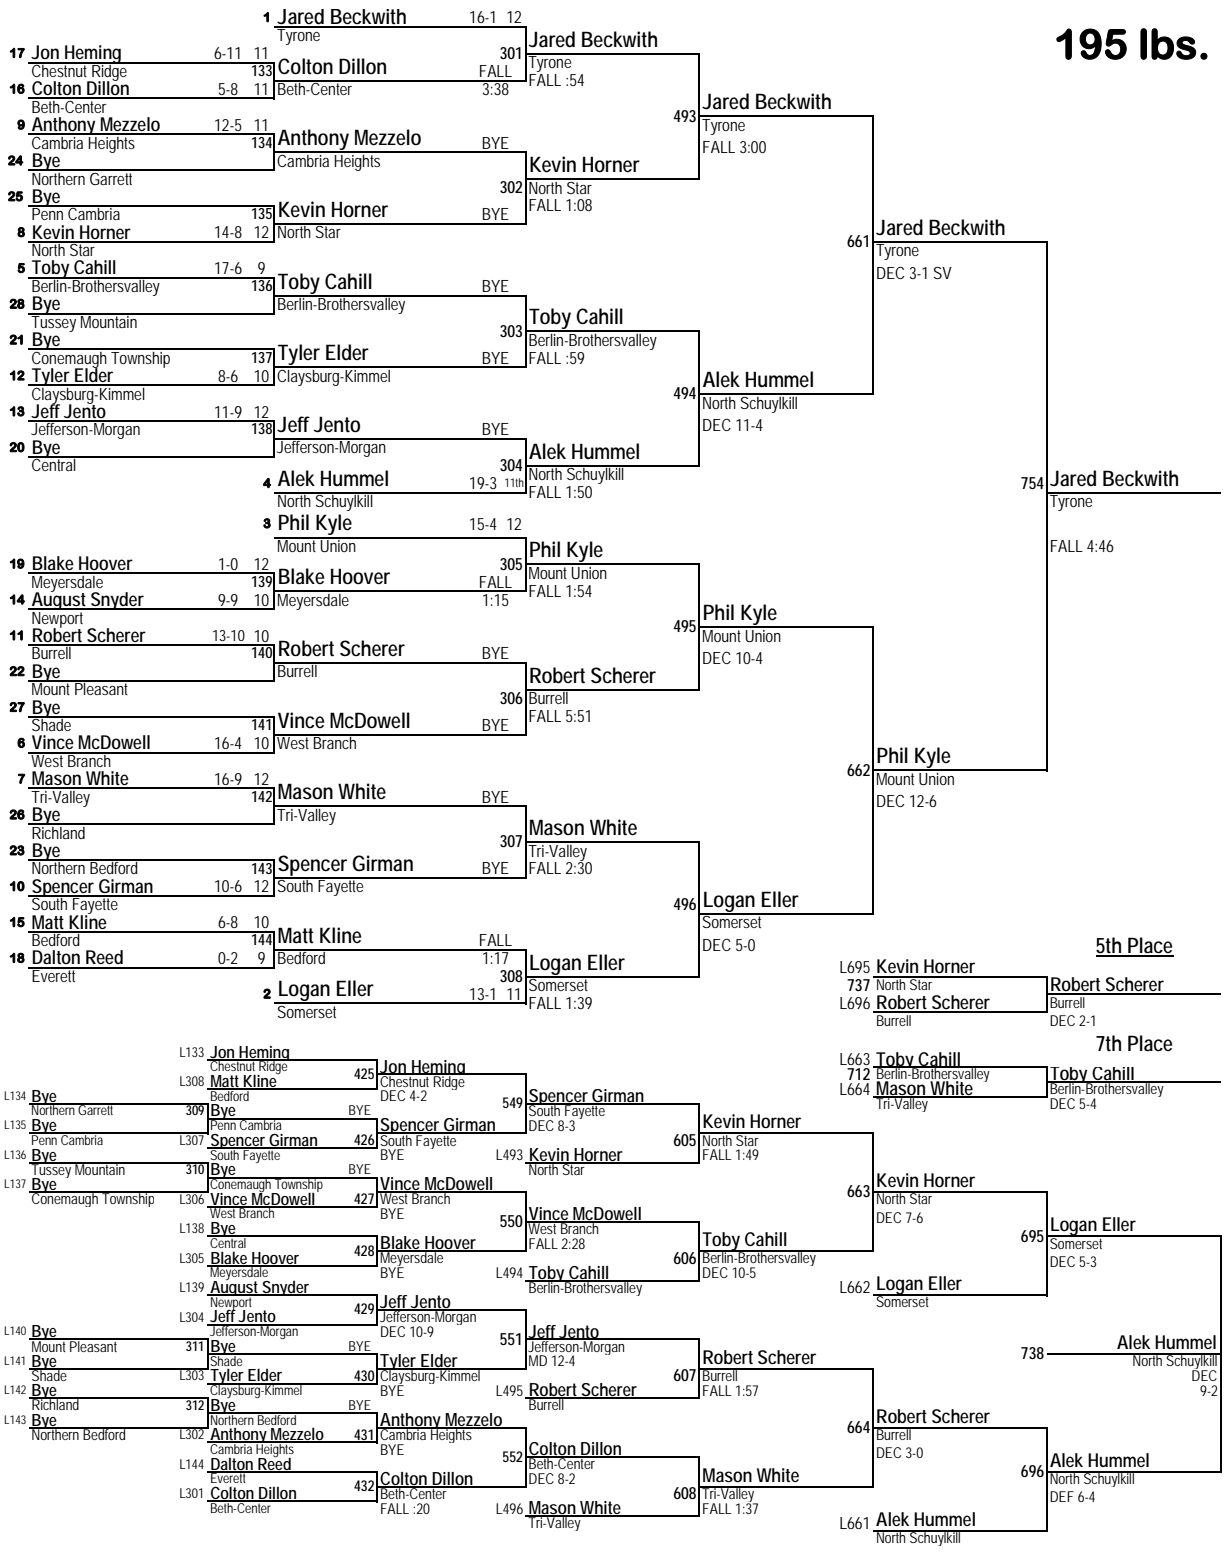 195 lbs.
1 Jared Beckwith 16-1 12
Tyrone
17 Jon Heming 6-11 11
Chestnut Ridge
133
16 Colton Dillon 5-8 11
Beth-Center
Colton Dillon FALL
Beth-Center 3:38
301
Jared Beckwith
Tyrone
FALL :54
9 Anthony Mezzelo 12-5 11
Cambria Heights
134
24 Bye
Northern Garrett
Anthony Mezzelo BYE
Cambria Heights
25 Bye
Penn Cambria
135
8 Kevin Horner 14-8 12
North Star
Kevin Horner BYE
North Star
302
Kevin Horner
North Star
FALL 1:08
493
Jared Beckwith
Tyrone
FALL 3:00
5 Toby Cahill 17-6 9
Berlin-Brothersvalley
136
28 Bye
Tussey Mountain
Toby Cahill BYE
Berlin-Brothersvalley
21 Bye
Conemaugh Township
137
12 Tyler Elder 8-6 10
Claysburg-Kimmel
Tyler Elder BYE
Claysburg-Kimmel
303
Toby Cahill
Berlin-Brothersvalley
FALL :59
13 Jeff Jento 11-9 12
Jefferson-Morgan
138
20 Bye
Central
Jeff Jento BYE
Jefferson-Morgan
4 Alek Hummel 19-3 11th
North Schuylkill
304
Alek Hummel
North Schuylkill
FALL 1:50
494
Alek Hummel
North Schuylkill
DEC 11-4
661
Jared Beckwith
Tyrone
DEC 3-1 SV
3 Phil Kyle 15-4 12
Mount Union
19 Blake Hoover 1-0 12
Meyersdale
139
14 August Snyder 9-9 10
Newport
Blake Hoover FALL
Meyersdale 1:15
305
Phil Kyle
Mount Union
FALL 1:54
11 Robert Scherer 13-10 10
Burrell
140
22 Bye
Mount Pleasant
Robert Scherer BYE
Burrell
27 Bye
Shade
141
6 Vince McDowell 16-4 10
West Branch
Vince McDowell BYE
West Branch
306
Robert Scherer
Burrell
FALL 5:51
495
Phil Kyle
Mount Union
DEC 10-4
7 Mason White 16-9 12
Tri-Valley
142
26 Bye
Richland
Mason White BYE
Tri-Valley
23 Bye
Northern Bedford
143
10 Spencer Girman 10-6 12
South Fayette
Spencer Girman BYE
South Fayette
307
Mason White
Tri-Valley
FALL 2:30
15 Matt Kline 6-8 10
Bedford
144
18 Dalton Reed 0-2 9
Everett
Matt Kline FALL
Bedford 1:17
2 Logan Eller 13-1 11
Somerset
308
Logan Eller
Somerset
FALL 1:39
496
Logan Eller
Somerset
DEC 5-0
662
Phil Kyle
Mount Union
DEC 12-6
754
Jared Beckwith
Tyrone
FALL 4:46
5th Place
L695 Kevin Horner
737 North Star
L696 Robert Scherer
Burrell
Robert Scherer
Burrell
DEC 2-1
7th Place
L663 Toby Cahill
712 Berlin-Brothersvalley
L664 Mason White
Tri-Valley
Toby Cahill
Berlin-Brothersvalley
DEC 5-4
L133 Jon Heming
Chestnut Ridge
L308 Matt Kline
Bedford
425
Jon Heming
Chestnut Ridge
DEC 4-2
L134 Bye
Northern Garrett
309
L135 Bye
Penn Cambria
Bye BYE
Penn Cambria
L307 Spencer Girman
South Fayette
426
Spencer Girman
South Fayette
BYE
549
Spencer Girman
South Fayette
DEC 8-3
L493 Kevin Horner
North Star
605
Kevin Horner
North Star
FALL 1:49
L136 Bye
Tussey Mountain
310
L137 Bye
Conemaugh Township
Bye BYE
Conemaugh Township
L306 Vince McDowell
West Branch
427
Vince McDowell
West Branch
BYE
L138 Bye
Central
L305 Blake Hoover
Meyersdale
428
Blake Hoover
Meyersdale
BYE
550
Vince McDowell
West Branch
FALL 2:28
L494 Toby Cahill
Berlin-Brothersvalley
606
Toby Cahill
Berlin-Brothersvalley
DEC 10-5
663
Kevin Horner
North Star
DEC 7-6
L662 Logan Eller
Somerset
695
Logan Eller
Somerset
DEC 5-3
L139 August Snyder
Newport
L304 Jeff Jento
Jefferson-Morgan
429
Jeff Jento
Jefferson-Morgan
DEC 10-9
L140 Bye
Mount Pleasant
311
L141 Bye
Shade
Bye BYE
Shade
L303 Tyler Elder
Claysburg-Kimmel
430
Tyler Elder
Claysburg-Kimmel
BYE
551
Jeff Jento
Jefferson-Morgan
MD 12-4
L495 Robert Scherer
Burrell
607
Robert Scherer
Burrell
FALL 1:57
L142 Bye
Richland
312
L143 Bye
Northern Bedford
Bye BYE
Northern Bedford
L302 Anthony Mezzelo
Cambria Heights
431
Anthony Mezzelo
Cambria Heights
BYE
L144 Dalton Reed
Everett
L301 Colton Dillon
Beth-Center
432
Colton Dillon
Beth-Center
FALL :20
552
Colton Dillon
Beth-Center
DEC 8-2
L496 Mason White
Tri-Valley
608
Mason White
Tri-Valley
FALL 1:37
664
Robert Scherer
Burrell
DEC 3-0
L661 Alek Hummel
North Schuylkill
696
Alek Hummel
North Schuylkill
DEF 6-4
738
Alek Hummel
North Schuylkill
DEC
9-2